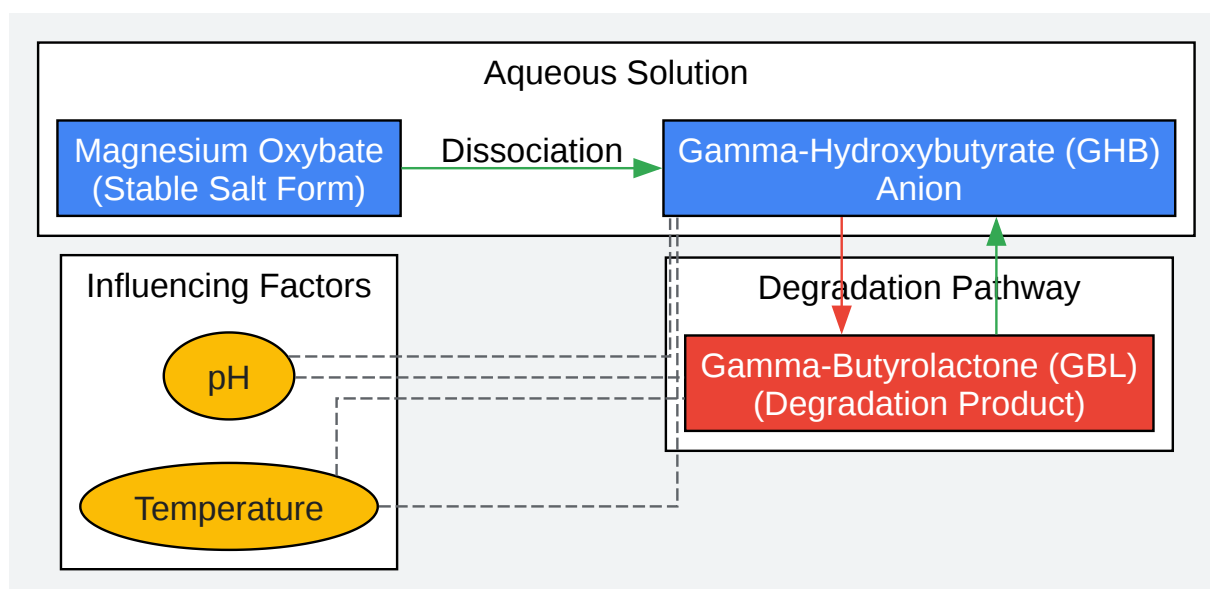 Aqueous Solution
Magnesium Oxybate
(Stable Salt Form)
Dissociation
Gamma-Hydroxybutyrate (GHB)
Anion
Influencing Factors
pH
Temperature
Degradation Pathway
Gamma-Butyrolactone (GBL)
(Degradation Product)